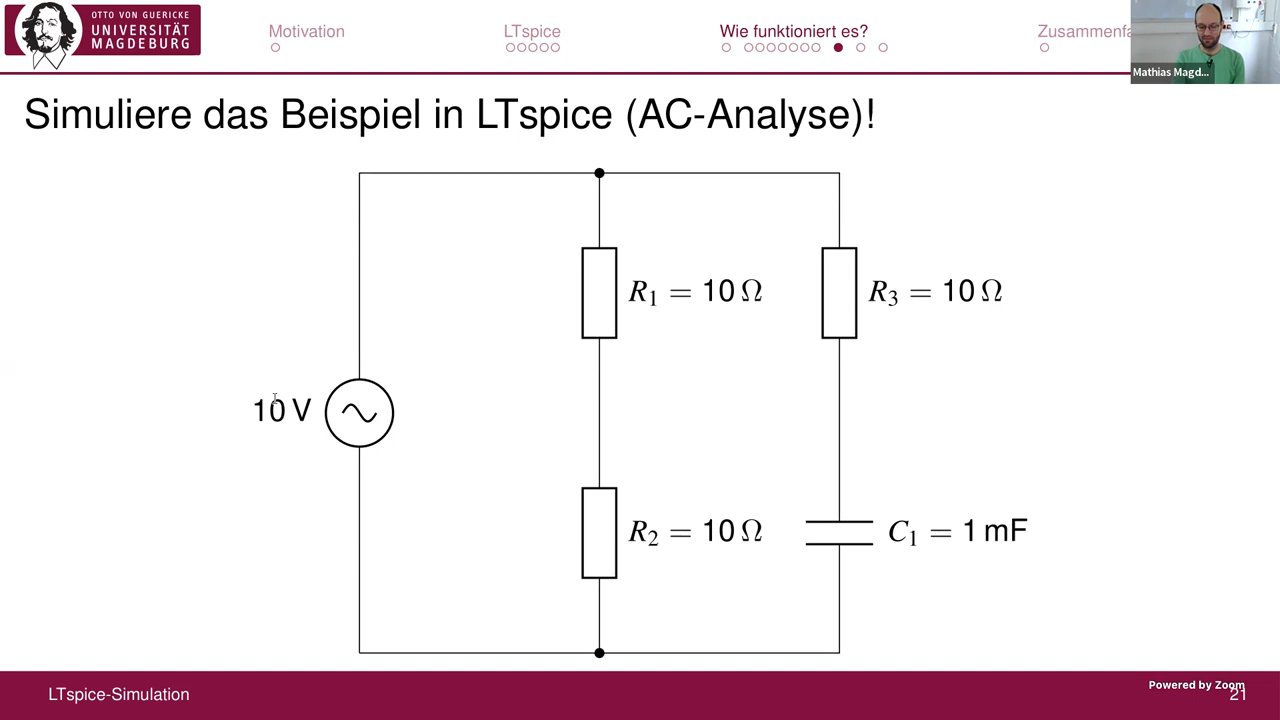 OTTO VON GUERICKE
UNIVERSITÄT
MAGDEBURG
Motivation
LTspice
Wie funktioniert es?
Zusammenfa
Mathias Magd...
Simuliere das Beispiel in LTspice (AC-Analyse)!
R1 = 10 Ω
R3 = 10 Ω
10 V
R2 = 10 Ω
C1 = 1 mF
LTspice-Simulation
Powered by Zoom
21